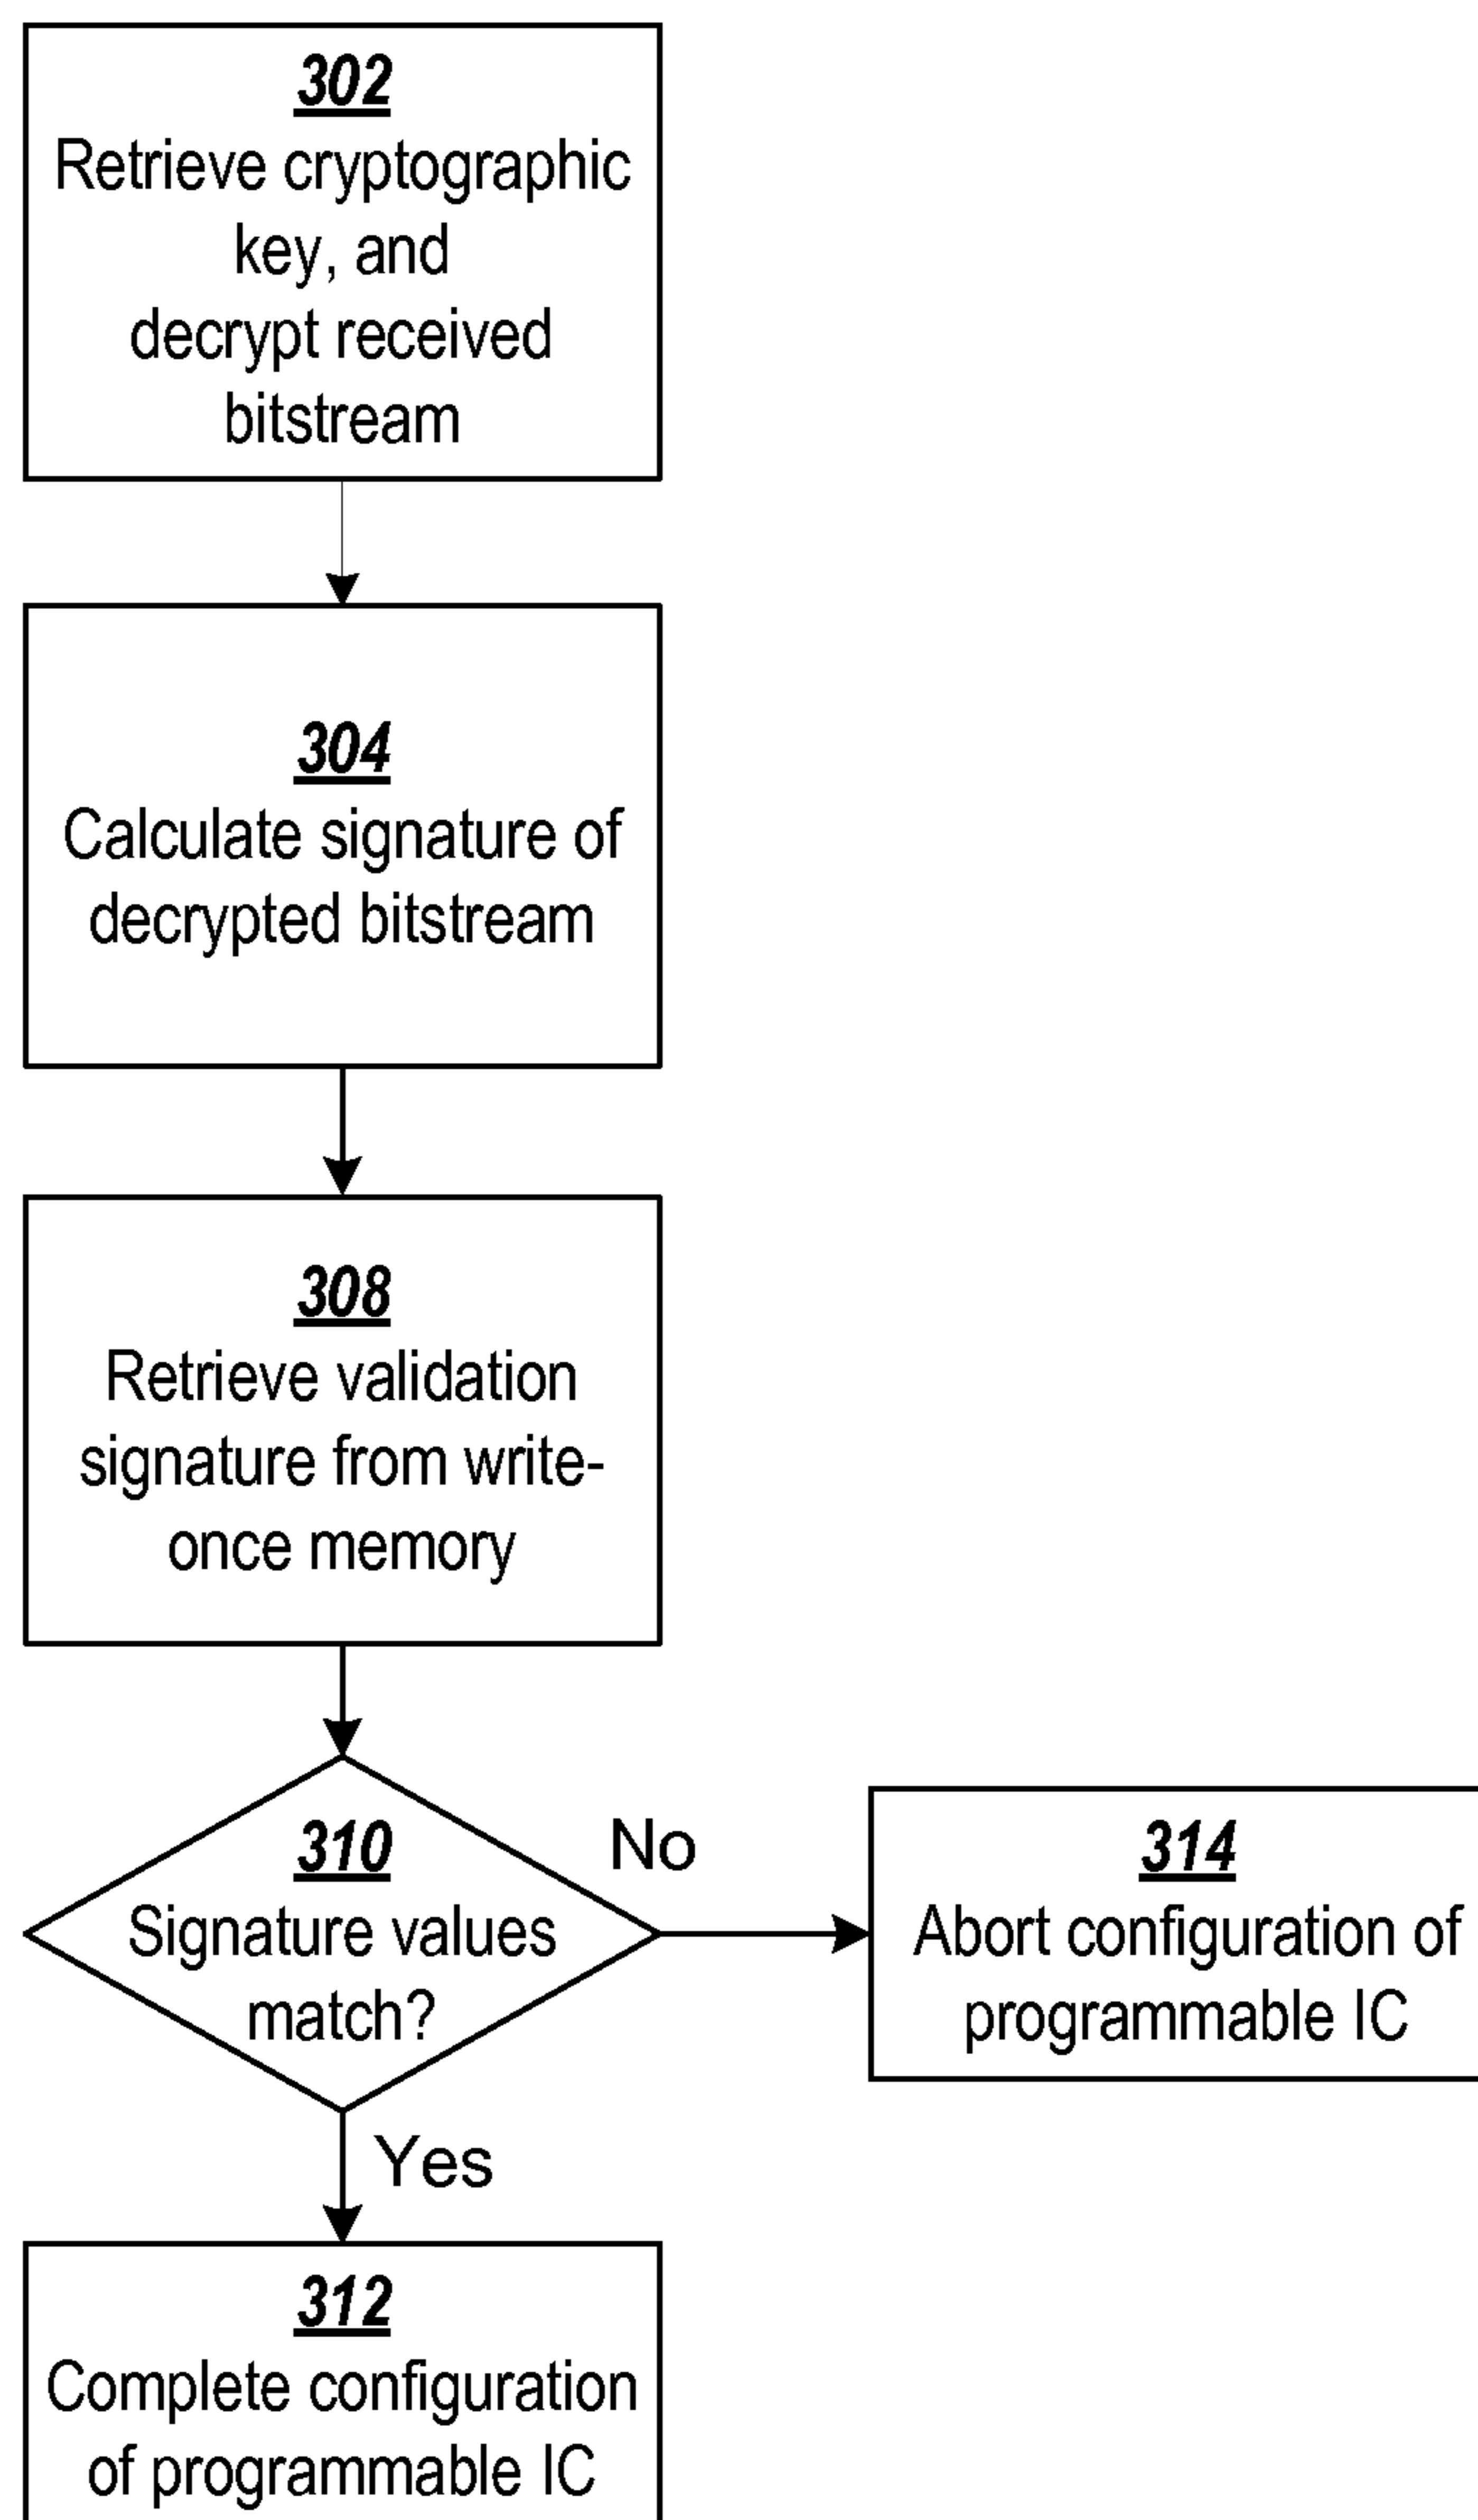 302
Retrieve cryptographic
key, and
decrypt received
bitstream
304
Calculate signature of
decrypted bitstream
308
Retrieve validation
signature from write-
once memory
310
Signature values
match?
No
314
Abort configuration of
programmable IC
Yes
312
Complete configuration
of programmable IC